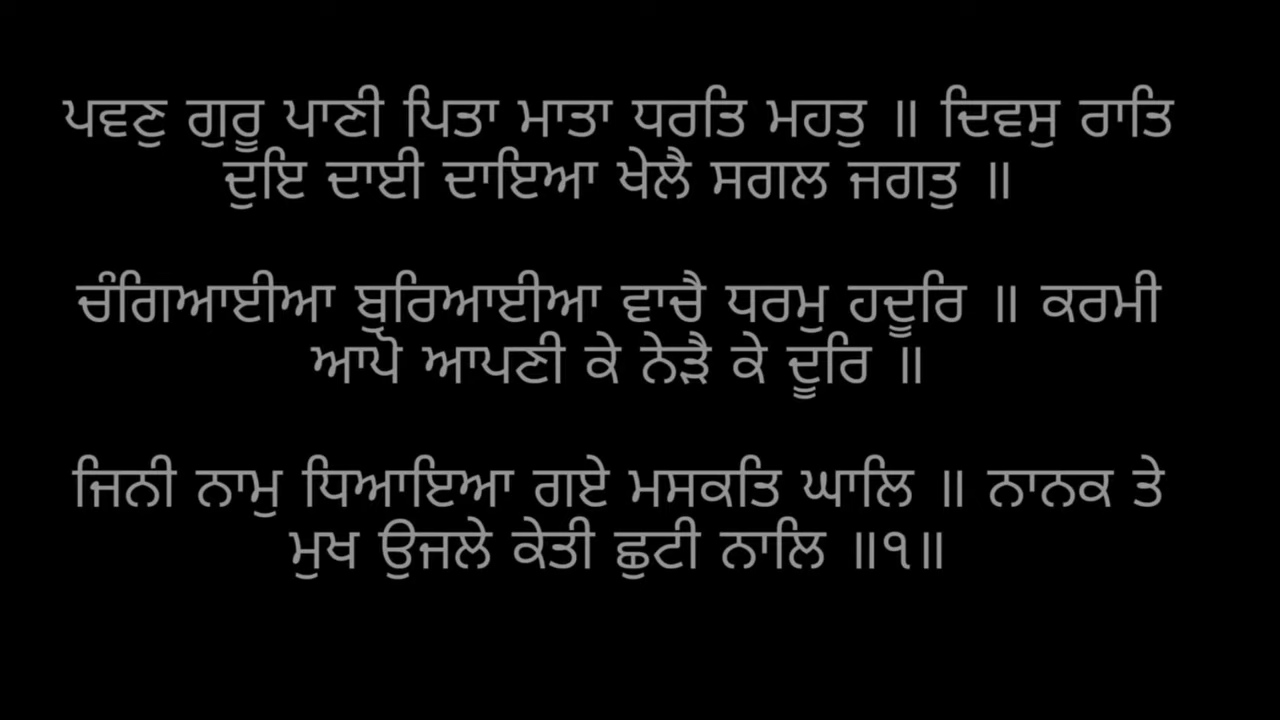 ਪਵਣੁ ਗੁਰੂ ਪਾਣੀ ਪਿਤਾ ਮਾਤਾ ਧਰਤਿ ਮਹਤੁ ॥ ਦਿਵਸੁ ਰਾਤਿ
ਦੁਇ ਦਾਈ ਦਾਇਆ ਖੇਲੈ ਸਗਲ ਜਗਤੁ ॥
ਚੰਗਿਆਈਆ ਬੁਰਿਆਈਆ ਵਾਚੈ ਧਰਮੁ ਹਦੂਰਿ ॥ ਕਰਮੀ
ਆਪੋ ਆਪਣੀ ਕੇ ਨੇੜੈ ਕੇ ਦੂਰਿ ॥
ਜਿਨੀ ਨਾਮੁ ਧਿਆਇਆ ਗਏ ਮਸਕਤਿ ਘਾਲਿ ॥ ਨਾਨਕ ਤੇ
ਮੁਖ ਉਜਲੇ ਕੇਤੀ ਛੁਟੀ ਨਾਲਿ ॥੧॥